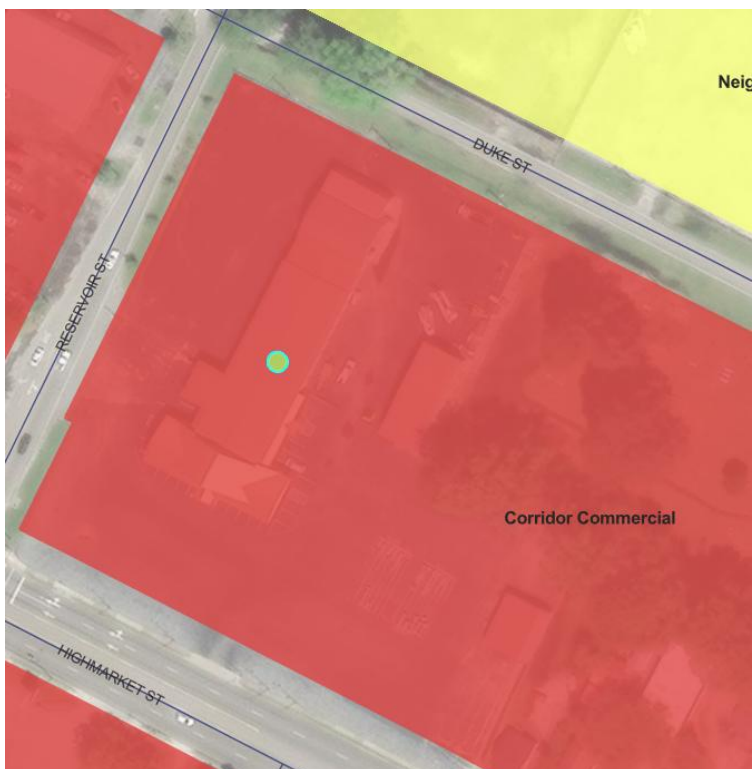 Neig
DUKE ST
RESERVOIR ST
Corridor Commercial
HIGHMARKET ST